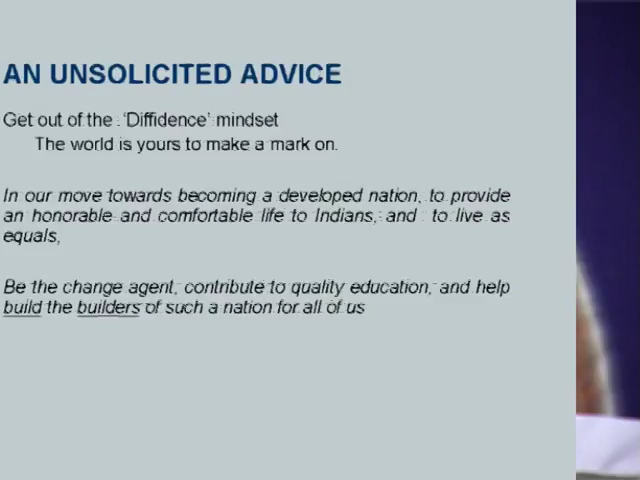 AN UNSOLICITED ADVICE
Get out of the . ‘Diffidence’ mindset
The world is yours to make a mark on.
In our move towards becoming a developed nation, to provide
an honorable and comfortable life to Indians, and to live as
equals,
Be the change agent, contribute to quality education, and help
build the builders of such a nation for all of us